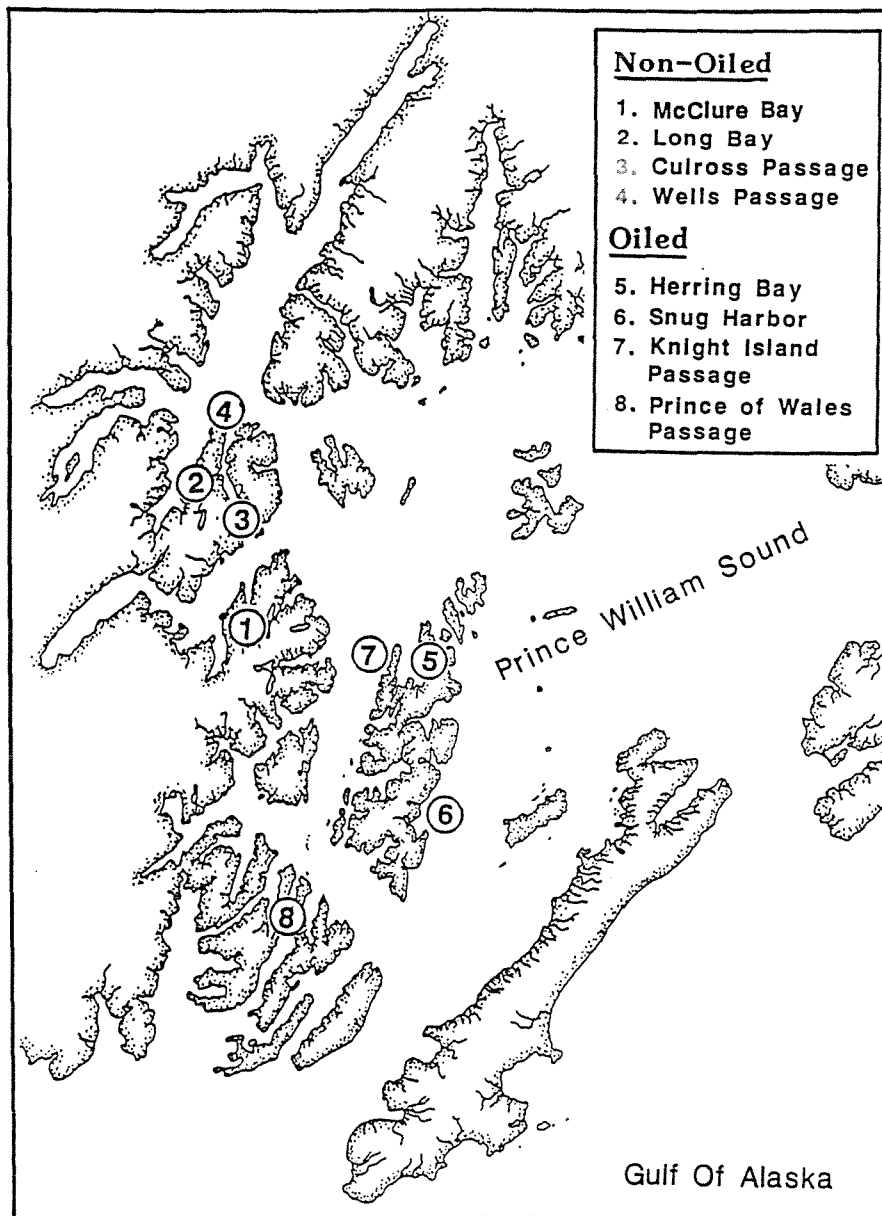 Non-Oiled
1. McClure Bay
2. Long Bay
3. Culross Passage
4. Wells Passage
Oiled
5. Herring Bay
6. Snug Harbor
7. Knight Island
Passage
8. Prince of Wales
Passage
4
2
3
1
7
5
Prince William Sound
6
8
Gulf Of Alaska